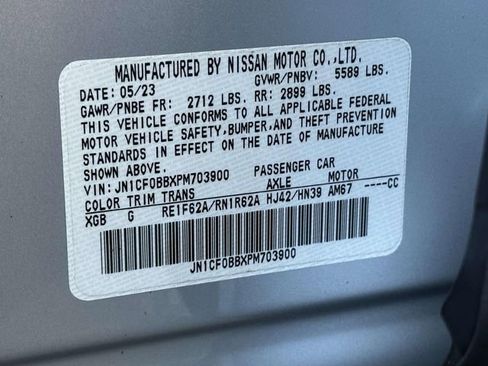 MANUFACTURED BY NISSAN MOTOR CO.,LTD.
DATE: 05/23 GVWR/PNBV: 5589 LBS.
GAWR/PNBE FR: 2712 LBS. RR: 2899 LBS.
THIS VEHICLE CONFORMS TO ALL APPLICABLE FEDERAL
MOTOR VEHICLE SAFETY,BUMPER,AND THEFT PREVENTION
STANDARDS IN EFFECT ON THE DATE OF MANUFACTURE
SHOWN ABOVE.
VIN: JN1CF0BBXPM703900 PASSENGER CAR
COLOR TRIM TRANS AXLE MOTOR
XGB G RE1F62A/RN1R62A HJ42/HN39 AM67 ----CC
JN1CF0BBXPM703900